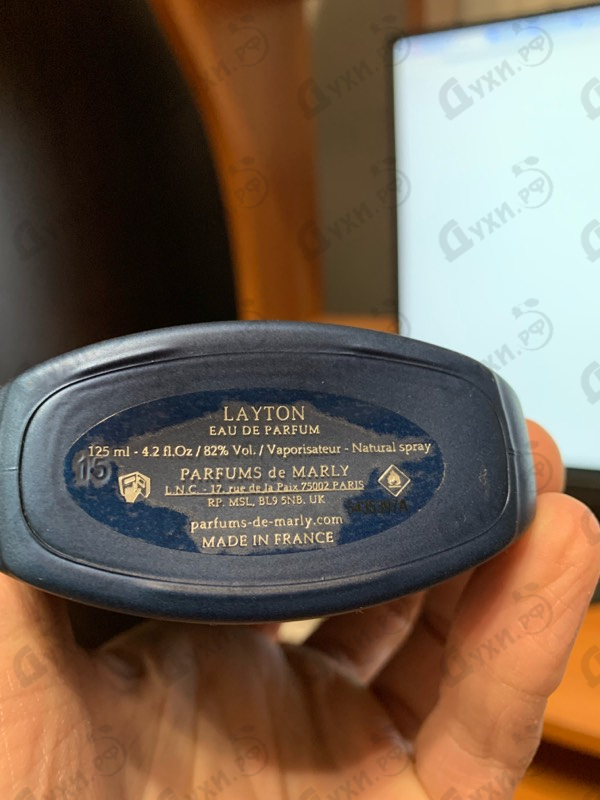 LAYTON
EAU DE PARFUM
125 ml - 4.2 fl.Oz / 82% Vol. / Vaporisateur - Natural spray
15
PARFUMS de MARLY
L.N.C. - 17, rue de la Paix 75002 PARIS
RP. MSL, BL9 5NB, UK
parfums-de-marly.com
MADE IN FRANCE
Духи.РФ